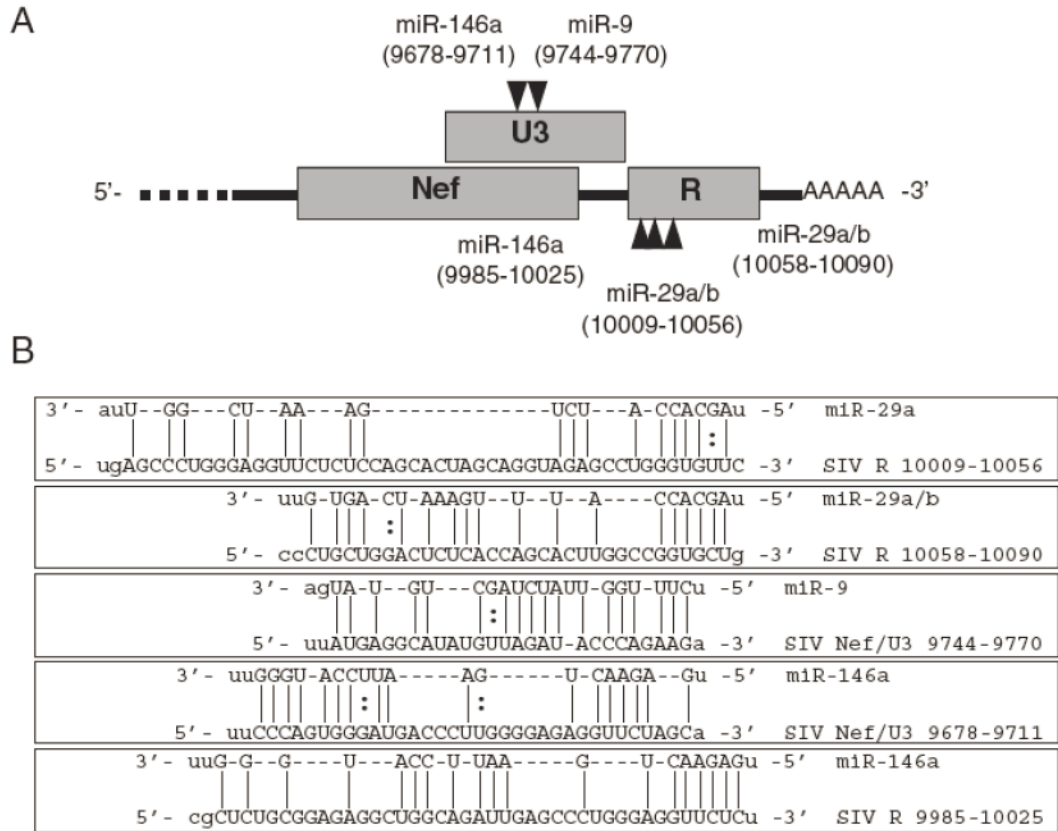 A
miR-146a miR-9
(9678-9711) (9744-9770)
U3
5'- Nef R AAAAA -3'
miR-146a miR-29a/b
(9985-10025) (10058-10090)
miR-29a/b
(10009-10056)
B
3'- auU--GG---CU--AA---AG--------------UCU---A-CCACGAu -5' miR-29a
5'- ugAGCCCUGGGAGGUUCUCUCCAGCACUAGCAGGUAGAGCCUGGGUGUUC -3' SIV R 10009-10056
3'- uuG-UGA-CU-AAAGU--U--U--A----CCACGAu -5' miR-29a/b
5'- ccCUGCUGGACUCUCACCAGCACUUGGCCGGUGCUg -3' SIV R 10058-10090
3'- agUA-U--GU---CGAUCUAUU-GGU-UUCu -5' miR-9
5'- uuAUGAGGCAUAUGUUAGAU-ACCCAGAAGa -3' SIV Nef/U3 9744-9770
3'- uuGGGU-ACCUUA-----AG------U-CAAGA--Gu -5' miR-146a
5'- uuCCCAGUGGGAUGACCCUUGGGGAGAGGUUCUAGCa -3' SIV Nef/U3 9678-9711
3'- uuG-G--G----U---ACC-U-UAA-----G----U-CAAGAGu -5' miR-146a
5'- cgCUCUGCGGAGAGGCUGGCAGAUUGAGCCCUGGGAGGUUCUCu -3' SIV R 9985-10025